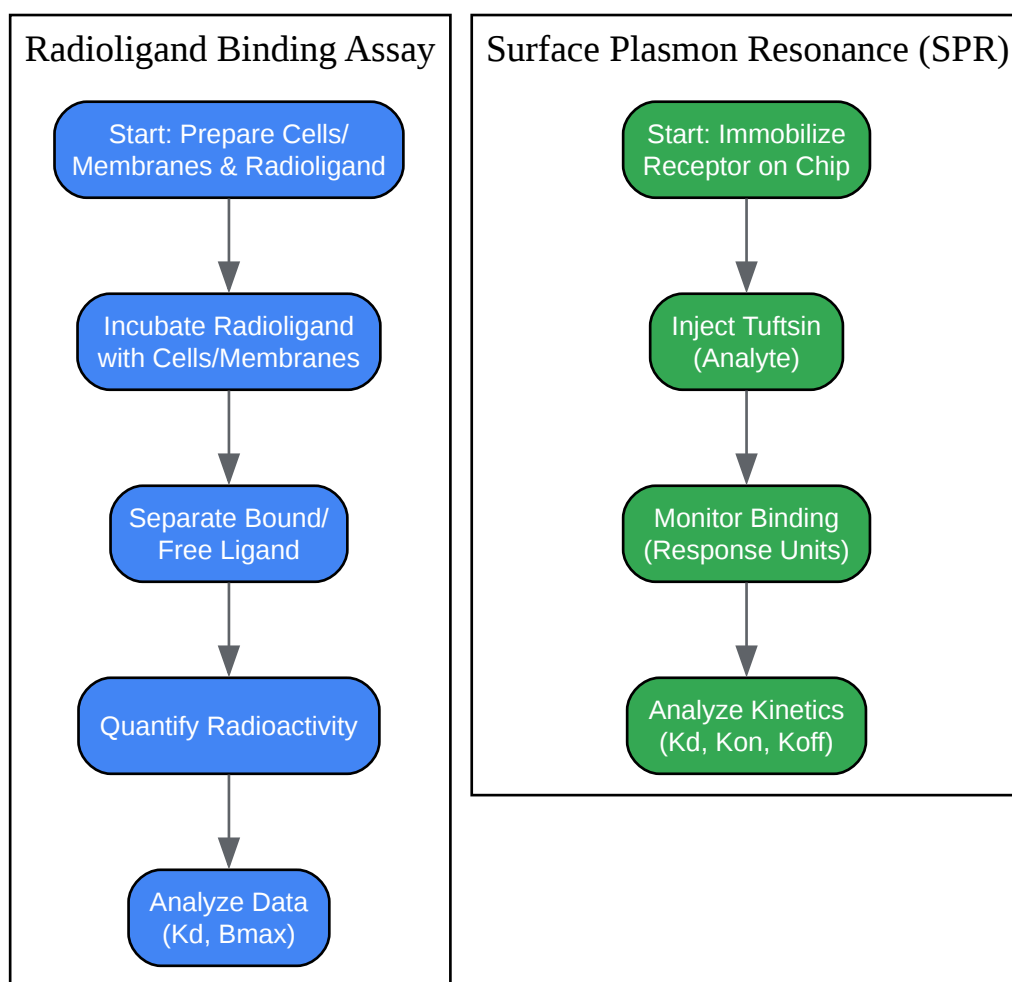 Radioligand Binding Assay
Start: Prepare Cells/
Membranes & Radioligand
Incubate Radioligand
with Cells/Membranes
Separate Bound/
Free Ligand
Quantify Radioactivity
Analyze Data
(Kd, Bmax)
Surface Plasmon Resonance (SPR)
Start: Immobilize
Receptor on Chip
Inject Tuftsin
(Analyte)
Monitor Binding
(Response Units)
Analyze Kinetics
(Kd, Kon, Koff)